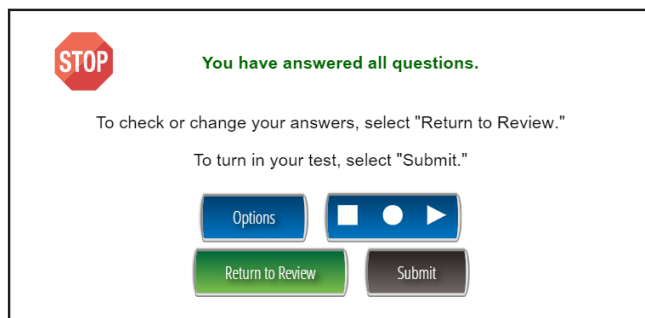 STOP
You have answered all questions.
To check or change your answers, select "Return to Review."
To turn in your test, select "Submit."
Options
Return to Review Submit